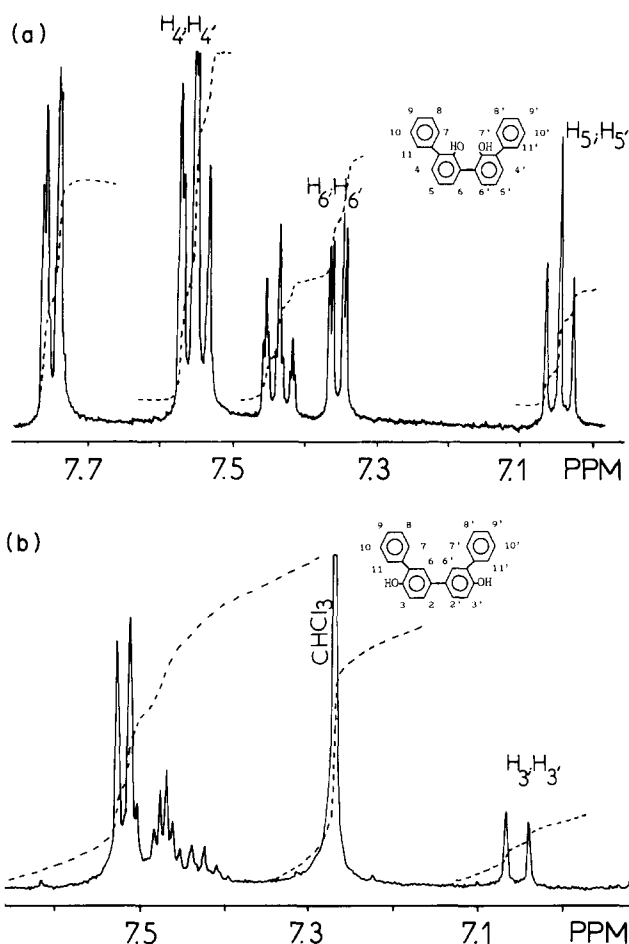 (a)
H4,H4'
H6,H6'
H5,H5'
9 8 8' 9'
10 7 7' 10'
HO OH
11 11'
4 4'
5 6 6' 5'
7.7 7.5 7.3 7.1 PPM
(b)
CHCl3
H3,H3'
9 8 8' 9'
10 7 6 6' 7' 10'
11 11'
HO OH
3 2 2' 3'
7.5 7.3 7.1 PPM